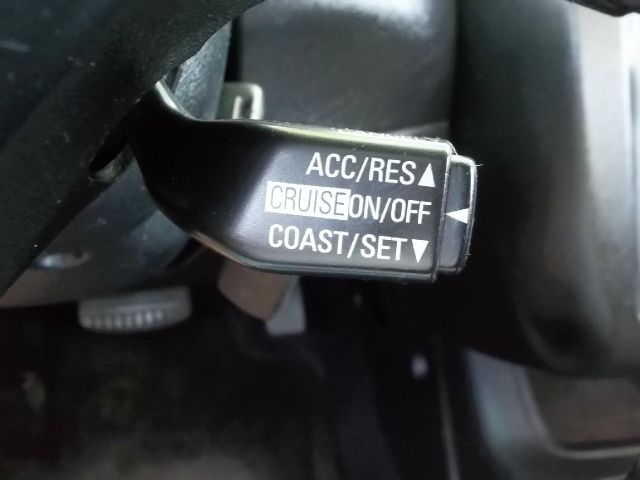 ACC/RES▲
CRUISE ON/OFF ◀
COAST/SET▼